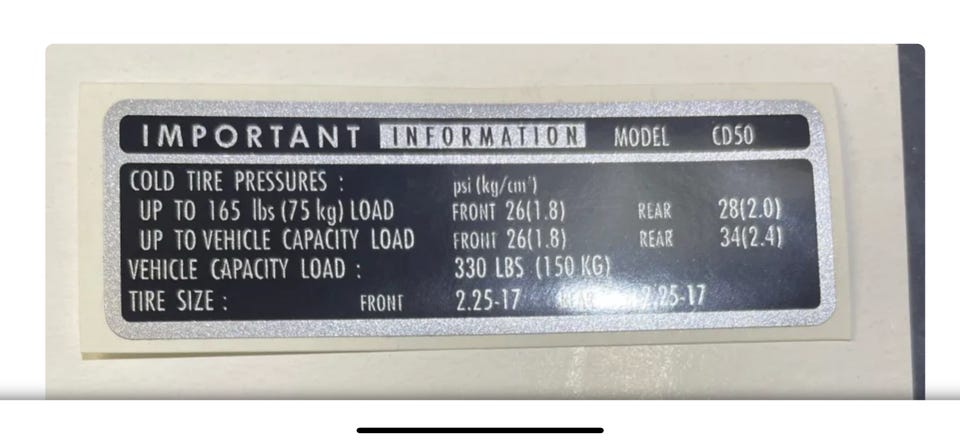 IMPORTANT INFORMATION MODEL CD50
COLD TIRE PRESSURES : psi (kg/cm²)
UP TO 165 lbs (75 kg) LOAD FRONT 26(1.8) REAR 28(2.0)
UP TO VEHICLE CAPACITY LOAD FRONT 26(1.8) REAR 34(2.4)
VEHICLE CAPACITY LOAD : 330 LBS (150 KG)
TIRE SIZE : FRONT 2.25-17 REAR 2.25-17